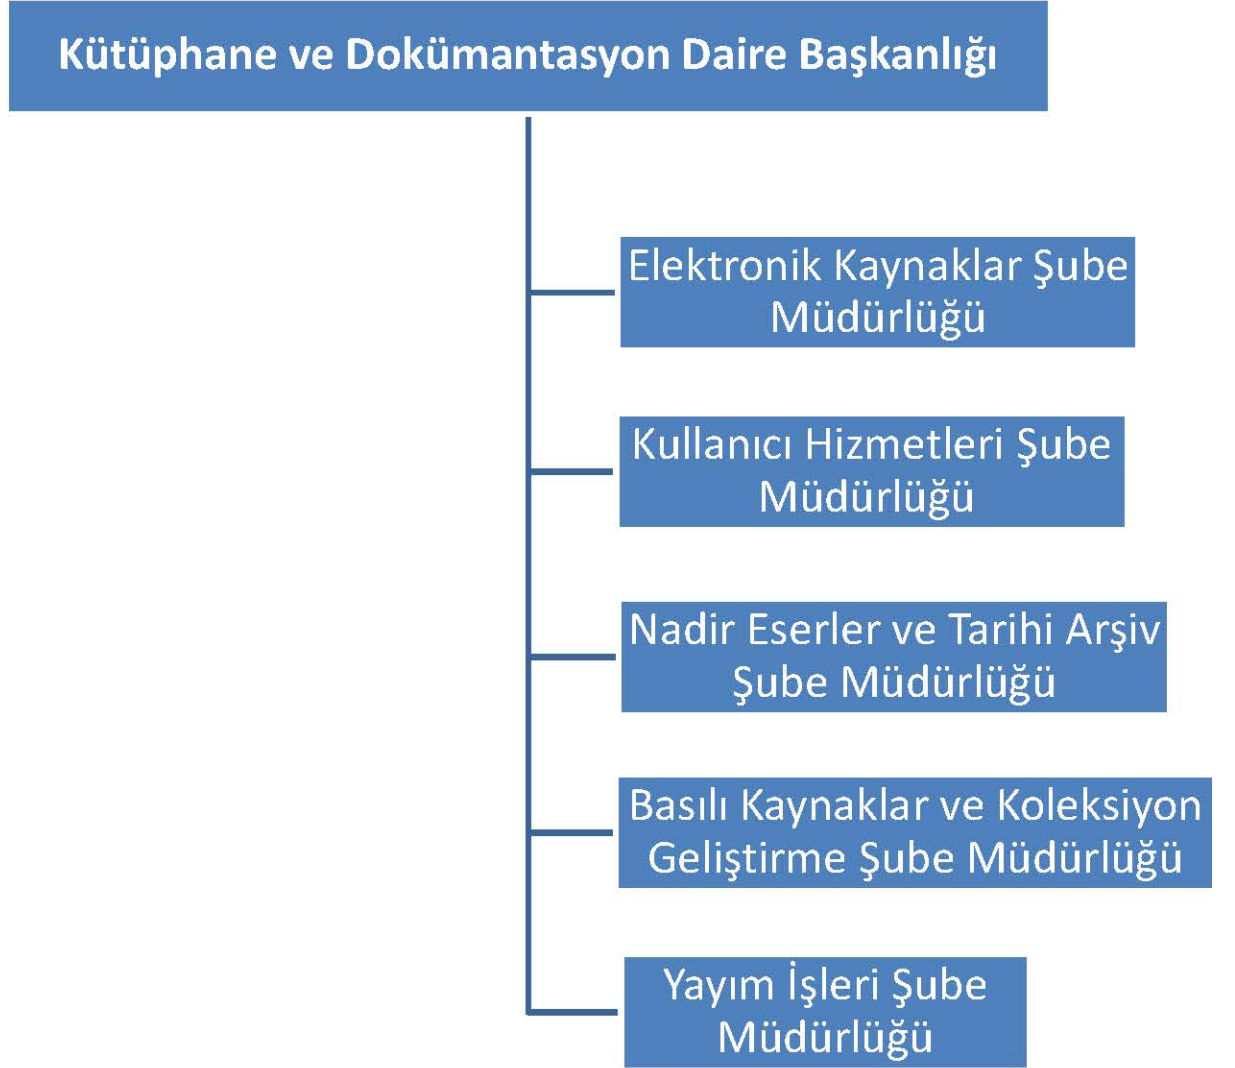 Kütüphane ve Dokümantasyon Daire Başkanlığı
Elektronik Kaynaklar Şube
Müdürlüğü
Kullanıcı Hizmetleri Şube
Müdürlüğü
Nadir Eserler ve Tarihi Arşiv
Şube Müdürlüğü
Basılı Kaynaklar ve Koleksiyon
Geliştirme Şube Müdürlüğü
Yayım İşleri Şube
Müdürlüğü